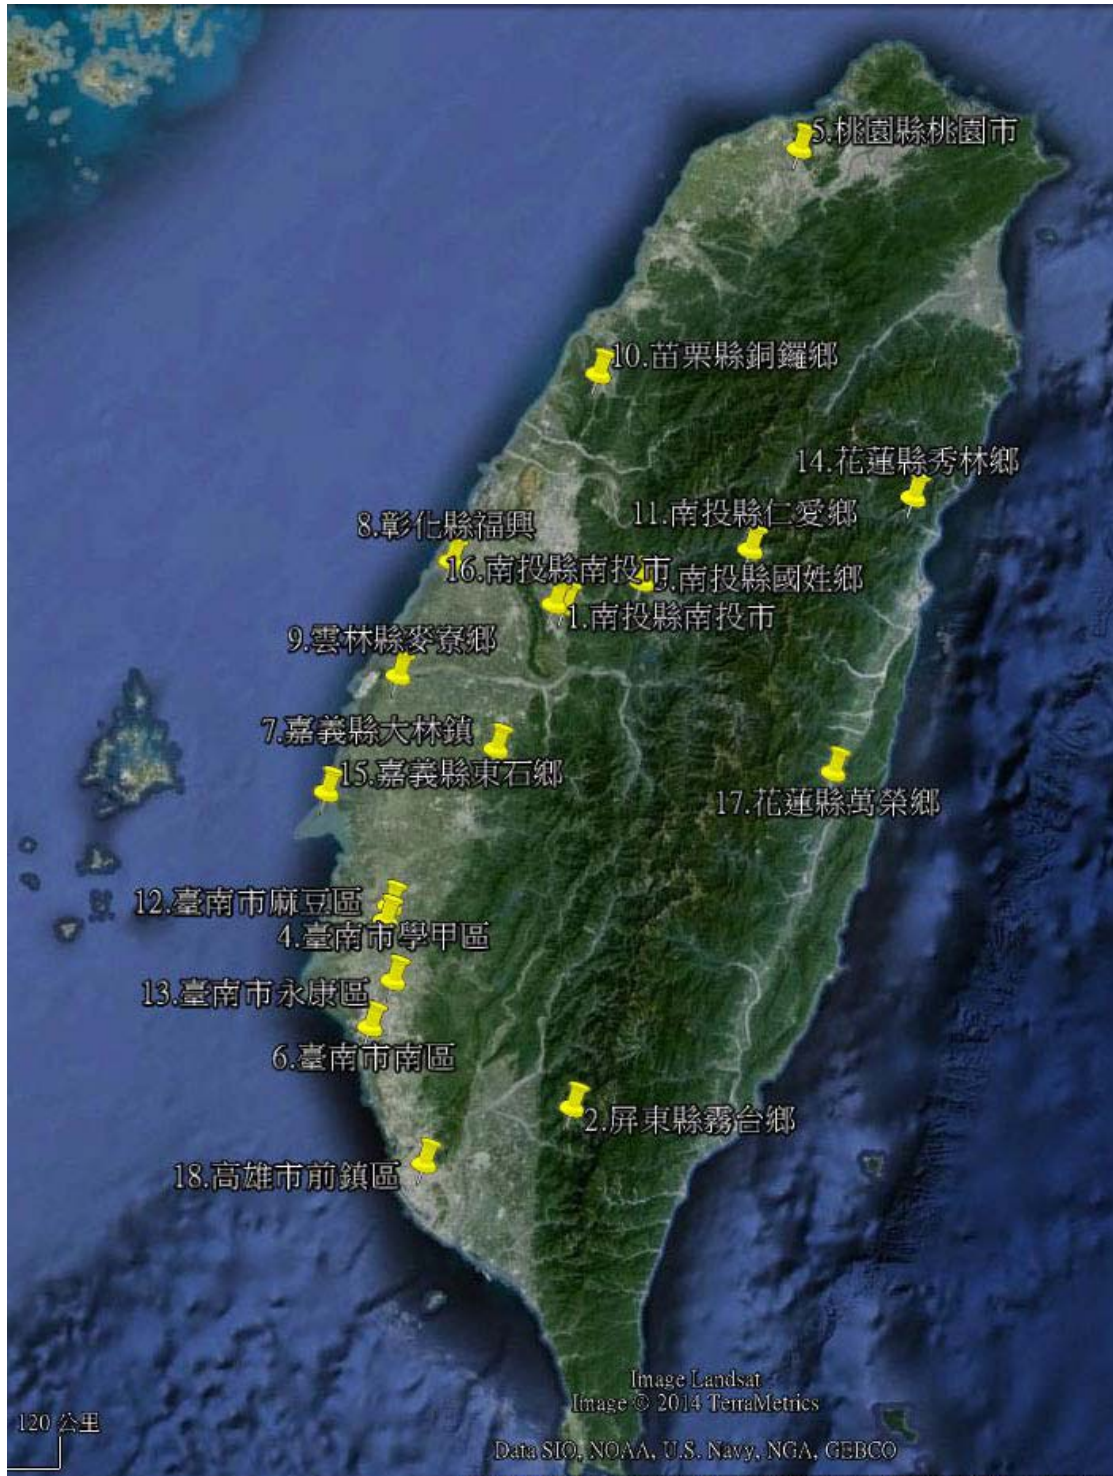 5.桃園縣桃園市
10.苗栗縣銅鑼鄉
14.花蓮縣秀林鄉
11.南投縣仁愛鄉
8.彰化縣福興
16.南投縣南投市
.南投縣國姓鄉
1.南投縣南投市
9.雲林縣麥寮鄉
7.嘉義縣大林鎮
15.嘉義縣東石鄉
17.花蓮縣萬榮鄉
12.臺南市麻豆區
4.臺南市學甲區
13.臺南市永康區
6.臺南市南區
2.屏東縣霧台鄉
18.高雄市前鎮區
Image Landsat
Image © 2014 TerraMetrics
120 公里
Data SIO, NOAA, U.S. Navy, NGA, GEBCO